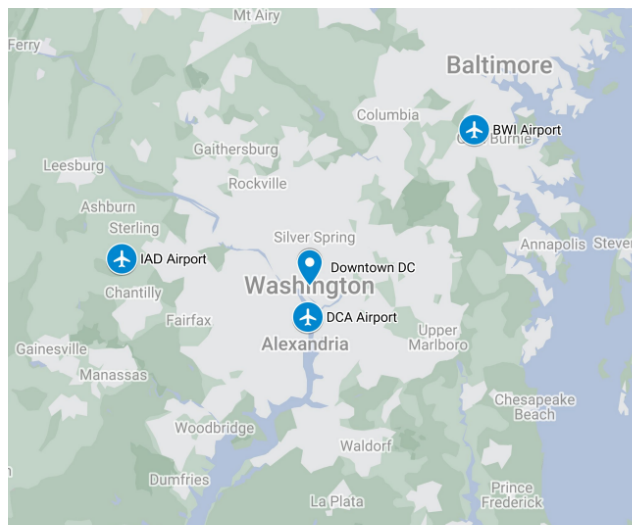 Mt Airy
Ferry
Baltimore
Columbia
BWI Airport
Burnie
Gaithersburg
Leesburg
Rockville
Ashburn
Sterling
Silver Spring
Annapolis
Steven
IAD Airport
Downtown DC
Washington
Chantilly
Fairfax
DCA Airport
Upper
Marlboro
Alexandria
Gainesville
Manassas
Chesapeake
Beach
Woodbridge
Waldorf
Dumfries
Prince
Frederick
La Plata